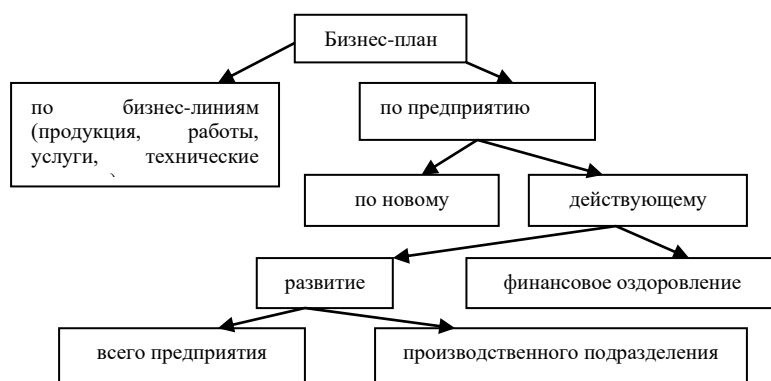 Бизнес-план
по бизнес-линиям
(продукция, работы,
услуги, технические
по предприятию
по новому
действующему
развитие
финансовое оздоровление
всего предприятия
производственного подразделения